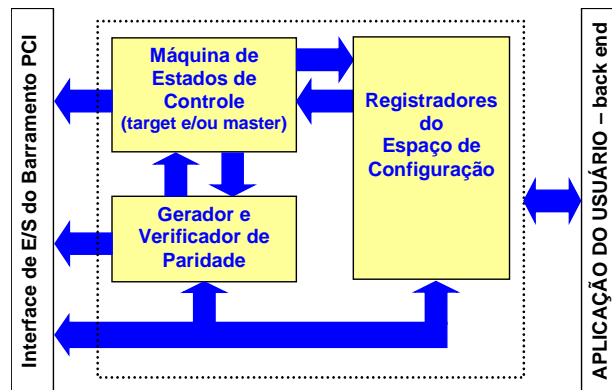 Interface de E/S do Barramento PCI
Máquina de
Estados de
Controle
(target e/ou master)
Registradores
do
Espaço de
Configuração
Gerador e
Verificador de
Paridade
APLICAÇÃO DO USUÁRIO – back end